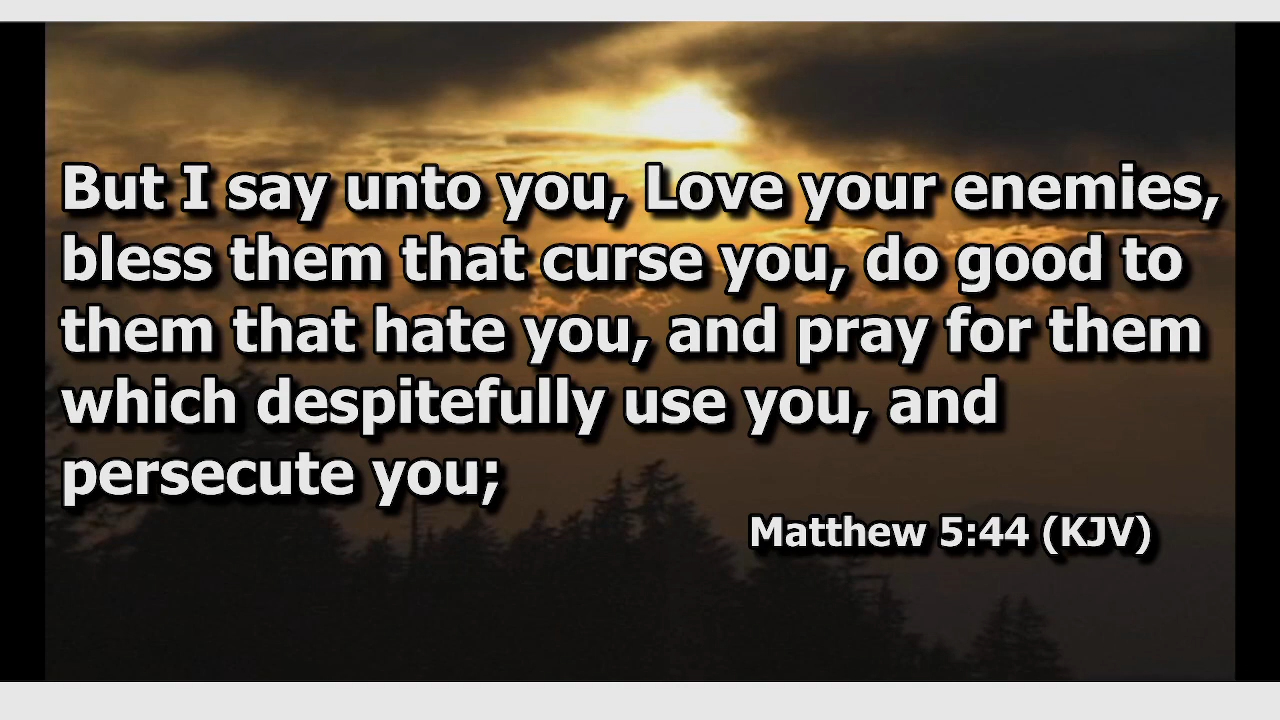 But I say unto you, Love your enemies,
bless them that curse you, do good to
them that hate you, and pray for them
which despitefully use you, and
persecute you;
Matthew 5:44 (KJV)